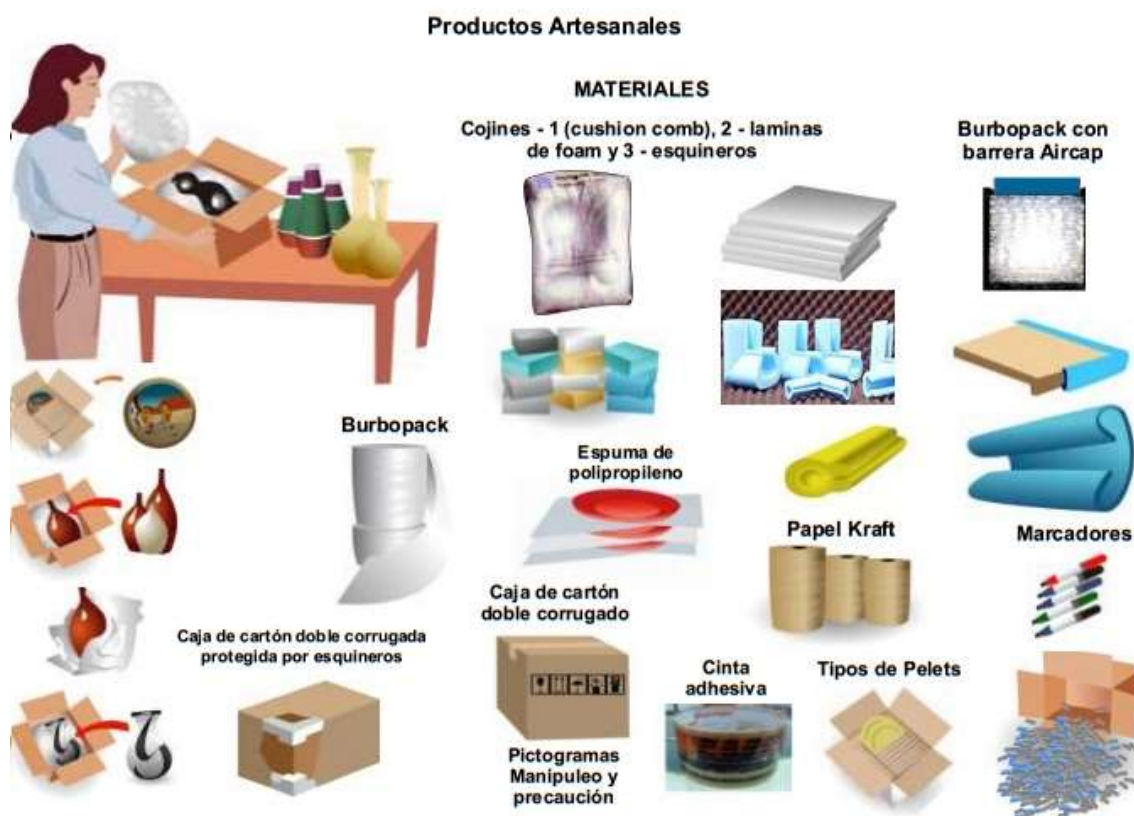 Productos Artesanales
MATERIALES
Cojines - 1 (cushion comb), 2 - laminas
de foam y 3 - esquineros
Burbopack con
barrera Aircap
Burbopack
Espuma de
polipropileno
Papel Kraft
Marcadores
Caja de cartón doble corrugada
protegida por esquineros
Caja de cartón
doble corrugado
Cinta
adhesiva
Tipos de Pelets
Pictogramas
Manipuleo y
precaución